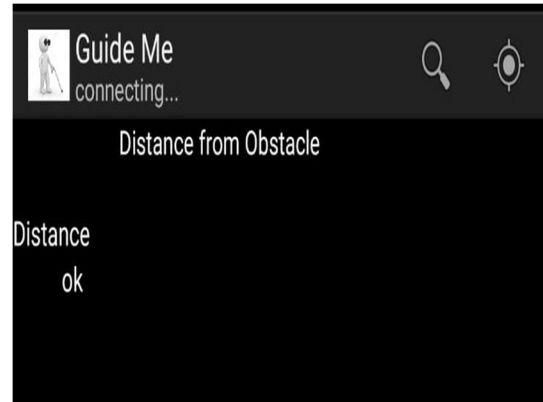 Guide Me
connecting...
Distance from Obstacle
Distance
ok